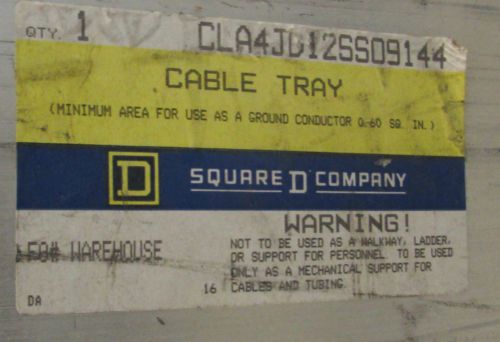 QTY. 1 CLA4JD12SS09144
CABLE TRAY
(MINIMUM AREA FOR USE AS A GROUND CONDUCTOR 0.60 SQ. IN.)
D SQUARE D COMPANY
WARNING!
NOT TO BE USED AS A WALKWAY, LADDER,
OR SUPPORT FOR PERSONNEL. TO BE USED
ONLY AS A MECHANICAL SUPPORT FOR
CABLES AND TUBING.
WAREHOUSE
DA 16